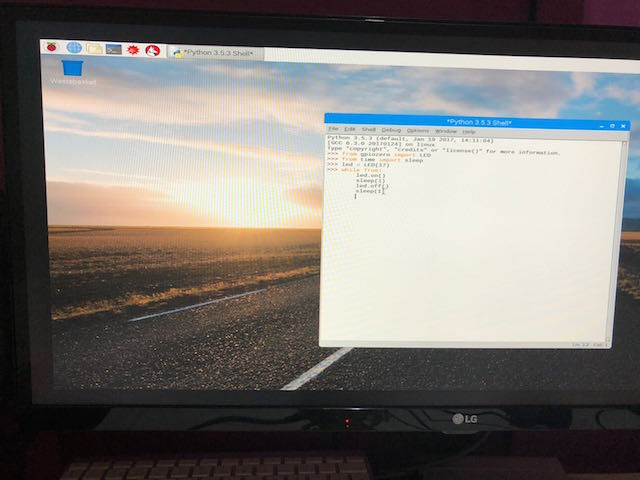 *Python 3.5.3 Shell*
Wastebasket
*Python 3.5.3 Shell*
File Edit Shell Debug Options Window Help
Python 3.5.3 (default, Jan 19 2017, 14:11:04)
[GCC 6.3.0 20170124] on linux
Type "copyright", "credits" or "license()" for more information.
>>> from gpiozero import LED
>>> from time import sleep
>>> led = LED(17)
>>> while True:
led.on()
sleep(1)
led.off()
sleep(1)
LG